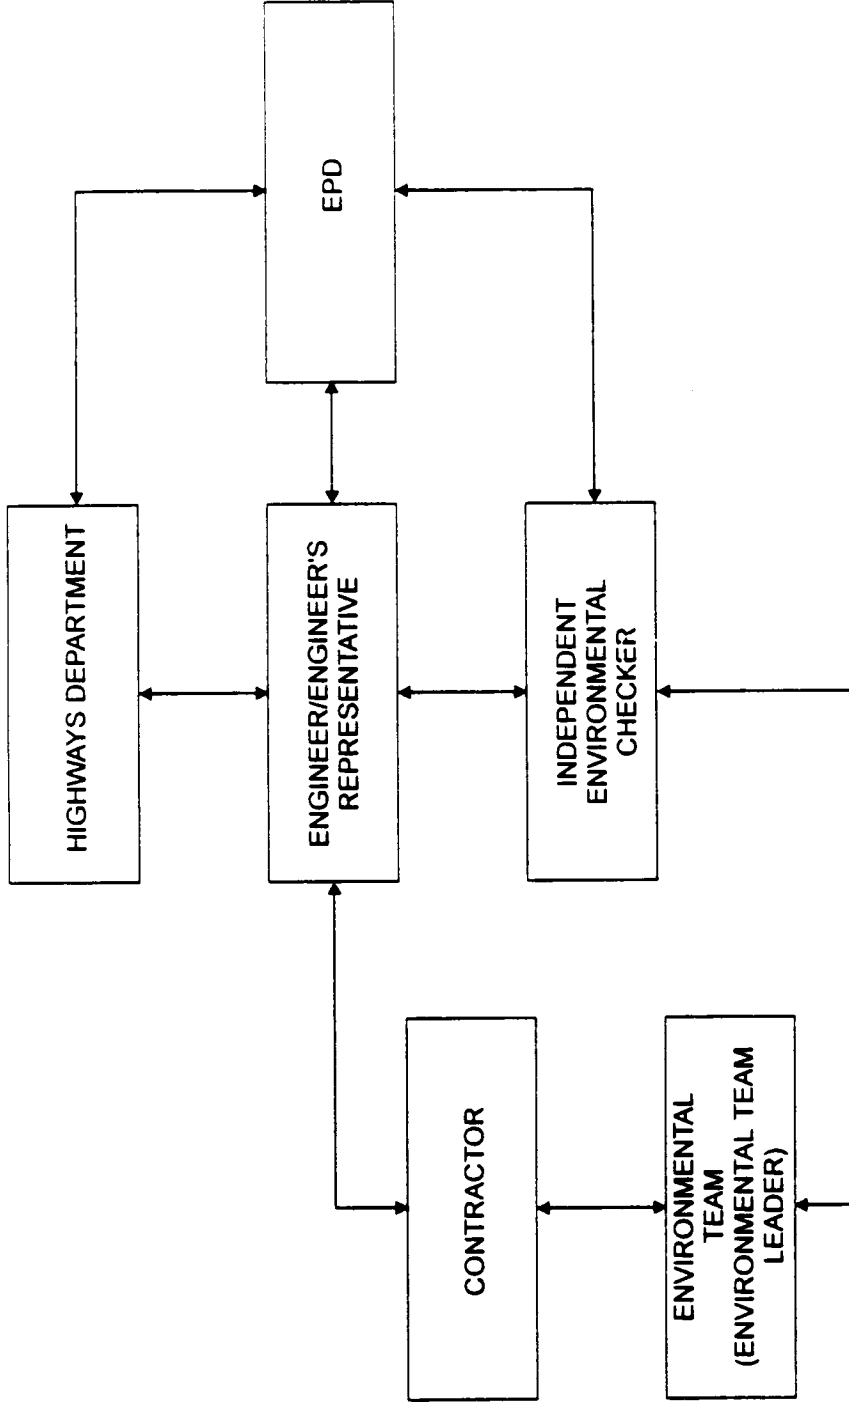 HIGHWAYS DEPARTMENT
ENGINEER/ENGINEER'S
REPRESENTATIVE
EPD
CONTRACTOR
INDEPENDENT
ENVIRONMENTAL
CHECKER
ENVIRONMENTAL
TEAM
(ENVIRONMENTAL TEAM
LEADER)